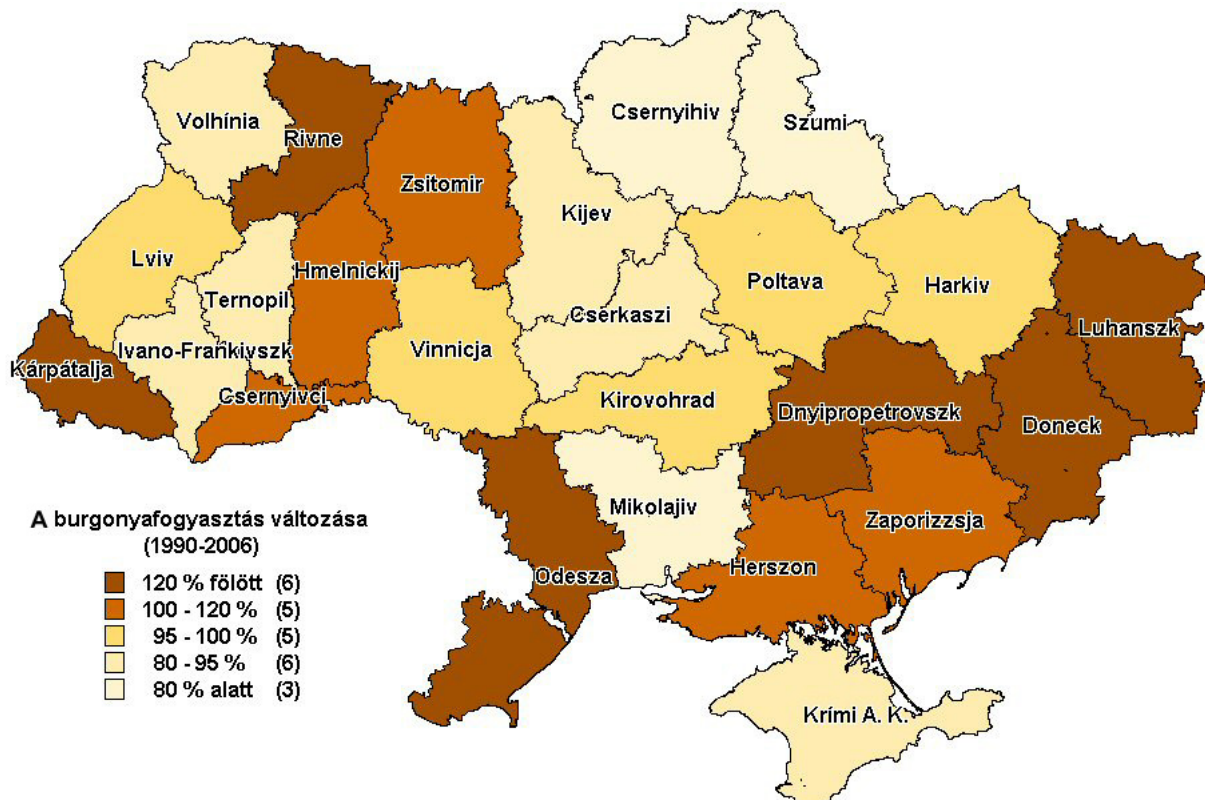 Csernyihiv
Szumi
Volhínia
Rivne
Zsitomir
Kijev
Lviv
Hmelnickij
Ternopil
Poltava
Harkiv
Cserkaszi
Luhanszk
Ivano-Frankivszk
Vinnicja
Kárpátalja
Csernyivci
Kirovohrad
Dnyipropetrovszk
Doneck
Mikolajiv
Zaporizzsja
Odesza
Herszon
Krími A. K.
A burgonyafogyasztás változása
(1990-2006)
120 % fölött (6)
100 - 120 % (5)
95 - 100 % (5)
80 - 95 % (6)
80 % alatt (3)